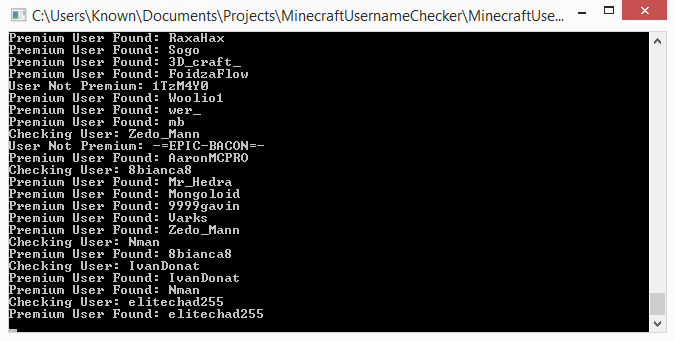 C:\Users\Known\Documents\Projects\MinecraftUsernameChecker\MinecraftUse...
Premium User Found: RaxaHax
Premium User Found: Sogo
Premium User Found: 3D_craft_
Premium User Found: FoidzaFlow
User Not Premium: 1TzM4Y0
Premium User Found: Woolio1
Premium User Found: wer_
Premium User Found: mb
Checking User: Zedo_Mann
User Not Premium: -=EPIC-BACON=-
Premium User Found: AaronMCPRO
Checking User: 8bianca8
Premium User Found: Mr_Hedra
Premium User Found: Mongoloid
Premium User Found: 9999gavin
Premium User Found: Varks
Premium User Found: Zedo_Mann
Checking User: Nman
Premium User Found: 8bianca8
Checking User: IvanDonat
Premium User Found: IvanDonat
Premium User Found: Nman
Checking User: elitechad255
Premium User Found: elitechad255